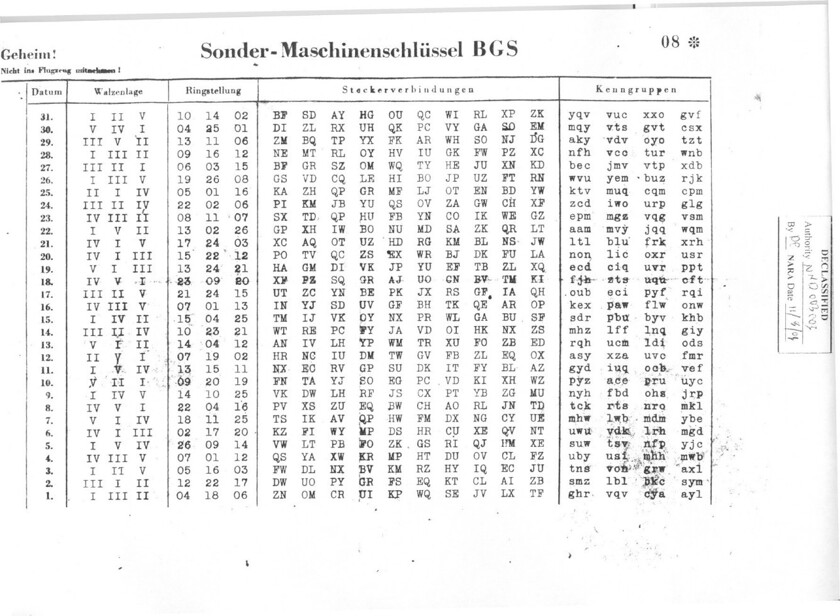 Geheim!
Nicht ins Flugzeug mitnehmen!
Sonder-Maschinenschlüssel BGS
08 ✻
Datum Walzenlage Ringstellung Steckerverbindungen Kenngruppen
31. I II V 10 14 02 BF SD AY HG OU QC WI RL XP ZK yqv vuc xxo gvf
30. V IV I 04 25 01 DI ZL RX UH QK PC VY GA SO EM mqy vts gvt csx
29. III V II 13 11 06 ZM BQ TP YX FK AR WH SO NJ DG aky vdv oyo tzt
28. I III II 09 16 12 NE MT RL OY HV IU GK FW PZ XC nfh vco tur wnb
27. III II I 06 03 15 BF GR SZ OM WQ TY HE JU XN KD bec jmv vtp xdb
26. I III V 19 26 08 GS VD CQ LE HI BO JP UZ FT RN wvu yem buz rjk
25. II I IV 05 01 16 KA ZH QP GR MF LJ OT EN BD YW ktv muq cqm cpm
24. III II IV 22 02 06 PI KM JB YU QS OV ZA GW CH XF zcd iwo urp glg
23. IV III II 08 11 07 SX TD QP HU FB YN CO IK WE GZ epm mgz vqg vsm
22. I V II 13 02 26 GP XH IW BO NU MD SA ZK QR LT aam mvy jqq wqm
21. IV I V 17 24 03 XC AQ OT UZ HD RG KM BL NS JW ltl blu frk xrh
20. IV I III 15 22 12 PO TV QC ZS EX WR BJ DK FU LA non lic oxr usr
19. V I III 13 24 21 HA GM DI VK JP YU EF TB ZL XQ ecd ciq uvr ppt
18. IV V I 23 09 20 XF PZ SQ GR AJ UO CN BV TM KI fjh zts uqu cft
17. III II V 21 24 15 UT ZC YN BE PK JX RS GF IA QH oub eci pyf rqi
16. IV III V 07 01 13 IN YJ SD UV GF BH TK QE AR OP kex paw flw onw
15. I IV II 15 04 25 TM IJ VK OY NX PR WL GA BU SF sdr pbu byv khb
14. III II IV 10 23 21 WT RE PC FY JA VD OI HK NX ZS mhz lff lnq giy
13. V I II 14 04 12 AN IV LH YP WM TR XU FO ZB ED rqh ucm ldi ods
12. II V I 07 19 02 HR NC IU DM TW GV FB ZL EQ OX asy xza uvc fmr
11. I V IV 13 15 11 NX EC RV GP SU DK IT FY BL AZ gyd iuq ocb vef
10. V II I 09 20 19 FN TA YJ SO EG PC VD KI XH WZ pyz ace pru uyc
9. I II V 14 10 25 VK DW LH RF JS CX PT YB ZG MU nyh fbd ohs jrp
8. IV V I 22 04 16 PV XS ZU EQ BW CH AO RL JN TD tck rts nro mkl
7. V I IV 18 11 25 TS IK AV QP HW FM DX NG CY UE mhw lwb mdm ybe
6. IV I III 02 17 20 KZ FI WY MP DS HR CU XE QV NT uwu vdk lrh mgd
5. I V IV 26 09 14 VW LT PB FO ZK GS RI QJ HM XE suw tsv nfp yjc
4. IV III V 07 01 12 QS YA XW KR MP HT DU OV CL FZ uby usi mhh mwb
3. I II V 05 16 03 FW DL NX BV KM RZ HY IQ EC JU tns von grw axl
2. III I II 12 22 17 DW UO PY GR FS EQ KT CL AI ZB smz lbl bkc sym
1. I III II 04 18 06 ZN OM CR UI KP WQ SE JV LX TF ghr vqv cya ayl
DECLASSIFIED
Authority
By NARA Date